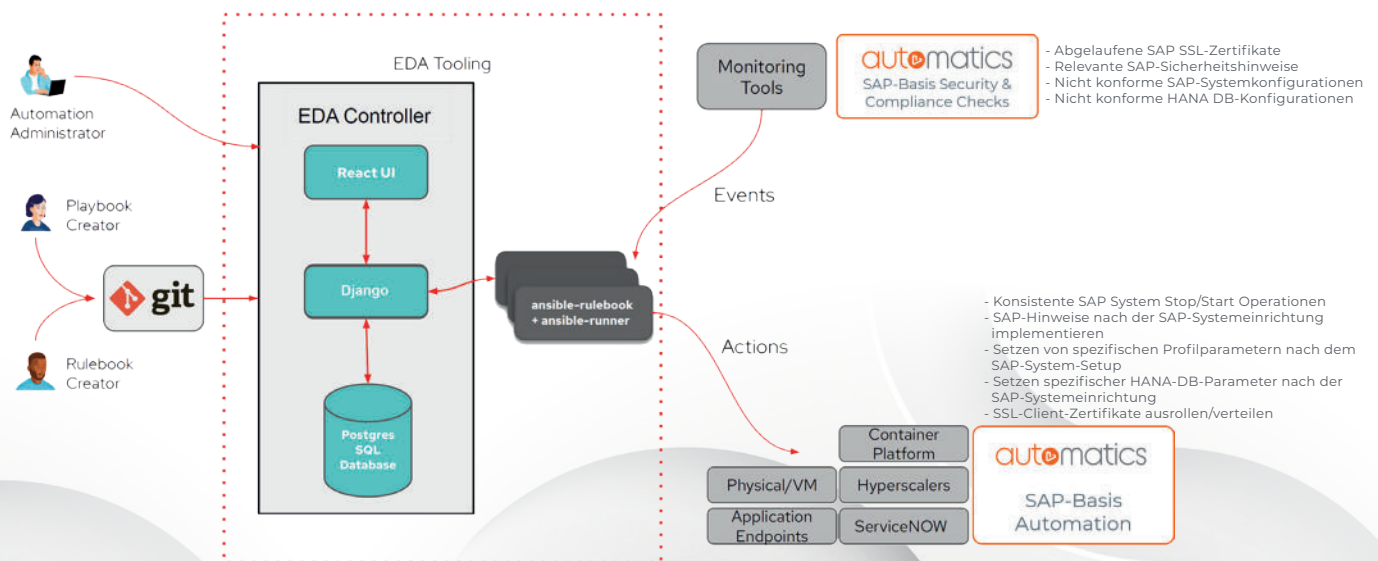 EDA Tooling
Automation
Administrator
EDA Controller
React UI
Django
Postgres
SQL
Database
Playbook
Creator
git
Rulebook
Creator
ansible-rulebook
+ ansible-runner
Monitoring
Tools
automatics
SAP-Basis Security &
Compliance Checks
- Abgelaufene SAP SSL-Zertifikate
- Relevante SAP-Sicherheitshinweise
- Nicht konforme SAP-Systemkonfigurationen
- Nicht konforme HANA DB-Konfigurationen
Events
Actions
- Konsistente SAP System Stop/Start Operationen
- SAP-Hinweise nach der SAP-Systemeinrichtung
implementieren
- Setzen von spezifischen Profilparametern nach dem
SAP-System-Setup
- Setzen spezifischer HANA-DB-Parameter nach der
SAP-Systemeinrichtung
- SSL-Client-Zertifikate ausrollen/verteilen
Container
Platform
Physical/VM
Hyperscalers
Application
Endpoints
ServiceNOW
automatics
SAP-Basis
Automation